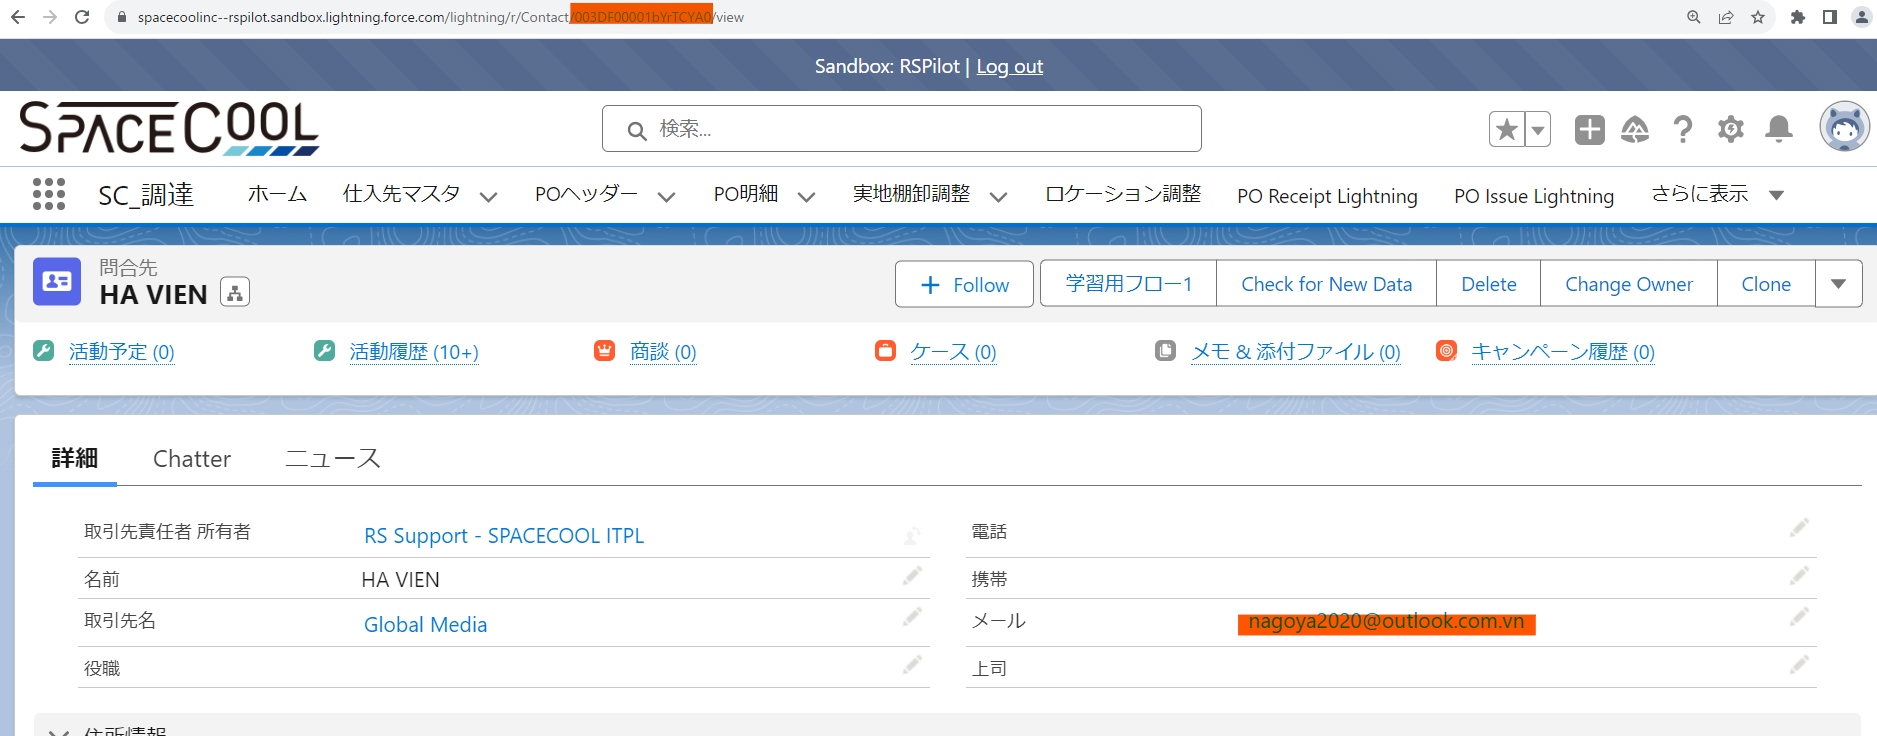 spacecoolinc--rspilot.sandbox.lightning.force.com/lightning/r/Contact/003DF00001bYrTCYA0/view
Sandbox: RSPilot | Log out
SPACECOOL
検索...
SC_調達 ホーム 仕入先マスタ POヘッダー PO明細 実地棚卸調整 ロケーション調整 PO Receipt Lightning PO Issue Lightning さらに表示
問合先
HA VIEN
Follow 学習用フロー1 Check for New Data Delete Change Owner Clone
活動予定 (0) 活動履歴 (10+) 商談 (0) ケース (0) メモ & 添付ファイル (0) キャンペーン履歴 (0)
詳細 Chatter ニュース
取引先責任者 所有者 RS Support - SPACECOOL ITPL 電話
名前 HA VIEN 携帯
取引先名 Global Media メール nagoya2020@outlook.com.vn
役職 上司
住所情報